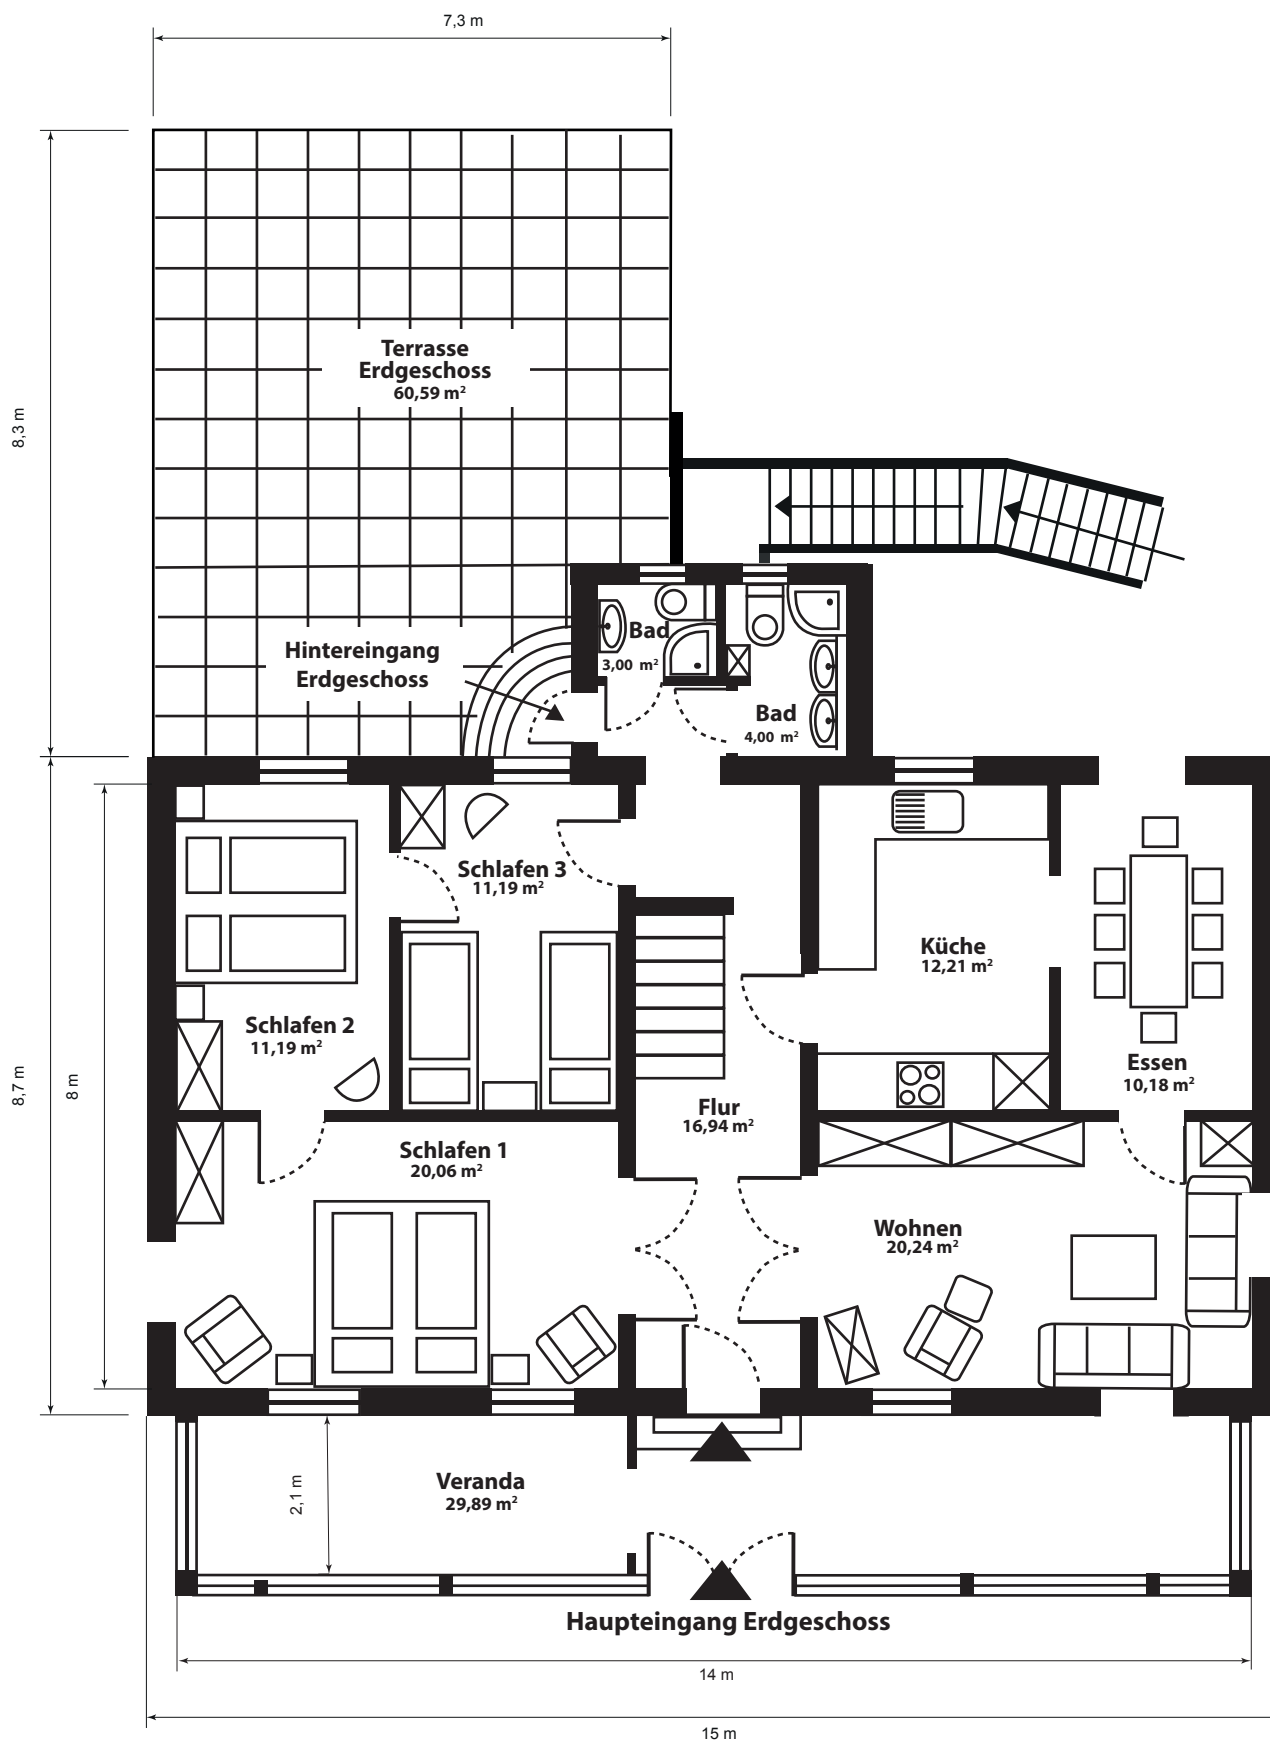 7,3 m
8,3 m
Terrasse
Erdgeschoss
60,59 m²
Hintereingang
Erdgeschoss
Bad
3,00 m²
Bad
4,00 m²
8,7 m
8 m
Schlafen 3
11,19 m²
Schlafen 2
11,19 m²
Küche
12,21 m²
Essen
10,18 m²
Flur
16,94 m²
Schlafen 1
20,06 m²
Wohnen
20,24 m²
Veranda
29,89 m²
2,1 m
Haupteingang Erdgeschoss
14 m
15 m